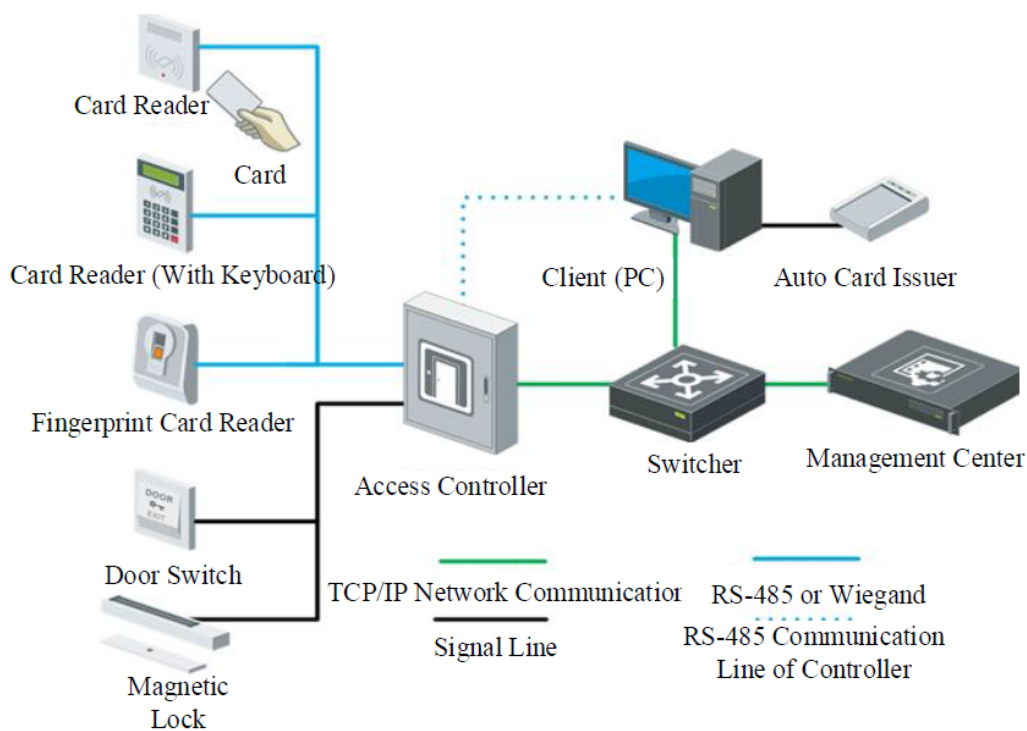 Card Reader
Card
Card Reader (With Keyboard)
Client (PC)
Auto Card Issuer
Fingerprint Card Reader
Access Controller
Switcher
Management Center
DOOR
EXIT
Door Switch
TCP/IP Network Communication
RS-485 or Wiegand
Signal Line
RS-485 Communication
Line of Controller
Magnetic
Lock